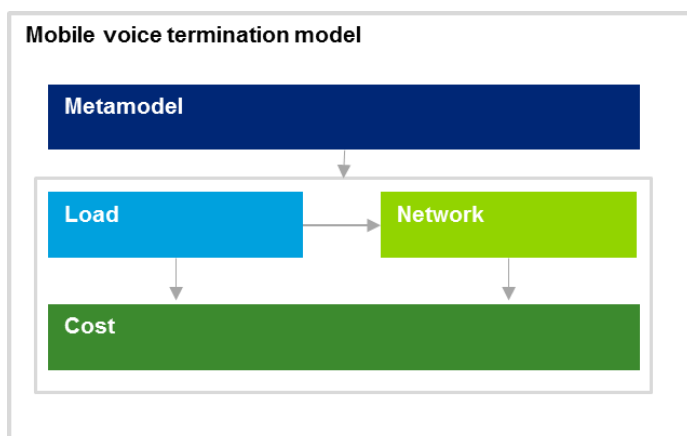 Mobile voice termination model
Metamodel
Load
Network
Cost